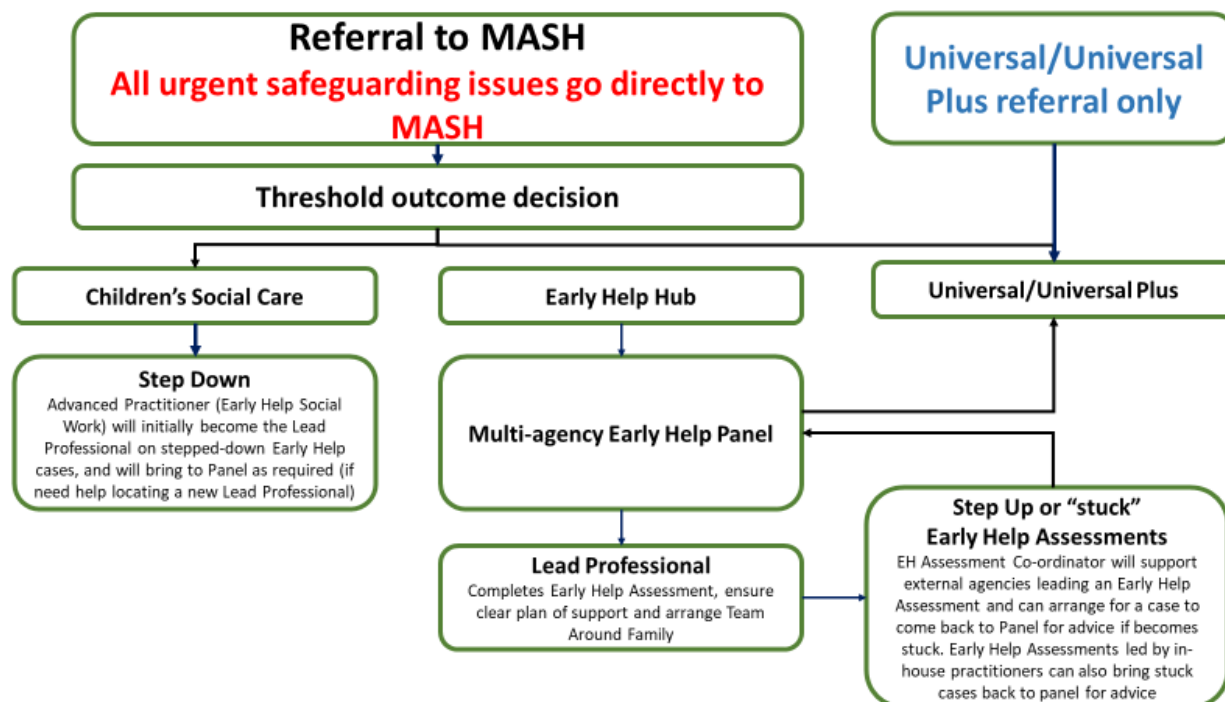 Referral to MASH
All urgent safeguarding issues go directly to
MASH
Universal/Universal
Plus referral only
Threshold outcome decision
Children's Social Care
Early Help Hub
Universal/Universal Plus
Step Down
Advanced Practitioner (Early Help Social
Work) will initially become the Lead
Professional on stepped-down Early Help
cases, and will bring to Panel as required (if
need help locating a new Lead Professional)
Multi-agency Early Help Panel
Lead Professional
Completes Early Help Assessment, ensure
clear plan of support and arrange Team
Around Family
Step Up or “stuck”
Early Help Assessments
EH Assessment Co-ordinator will support
external agencies leading an Early Help
Assessment and can arrange for a case to
come back to Panel for advice if becomes
stuck. Early Help Assessments led by in-
house practitioners can also bring stuck
cases back to panel for advice